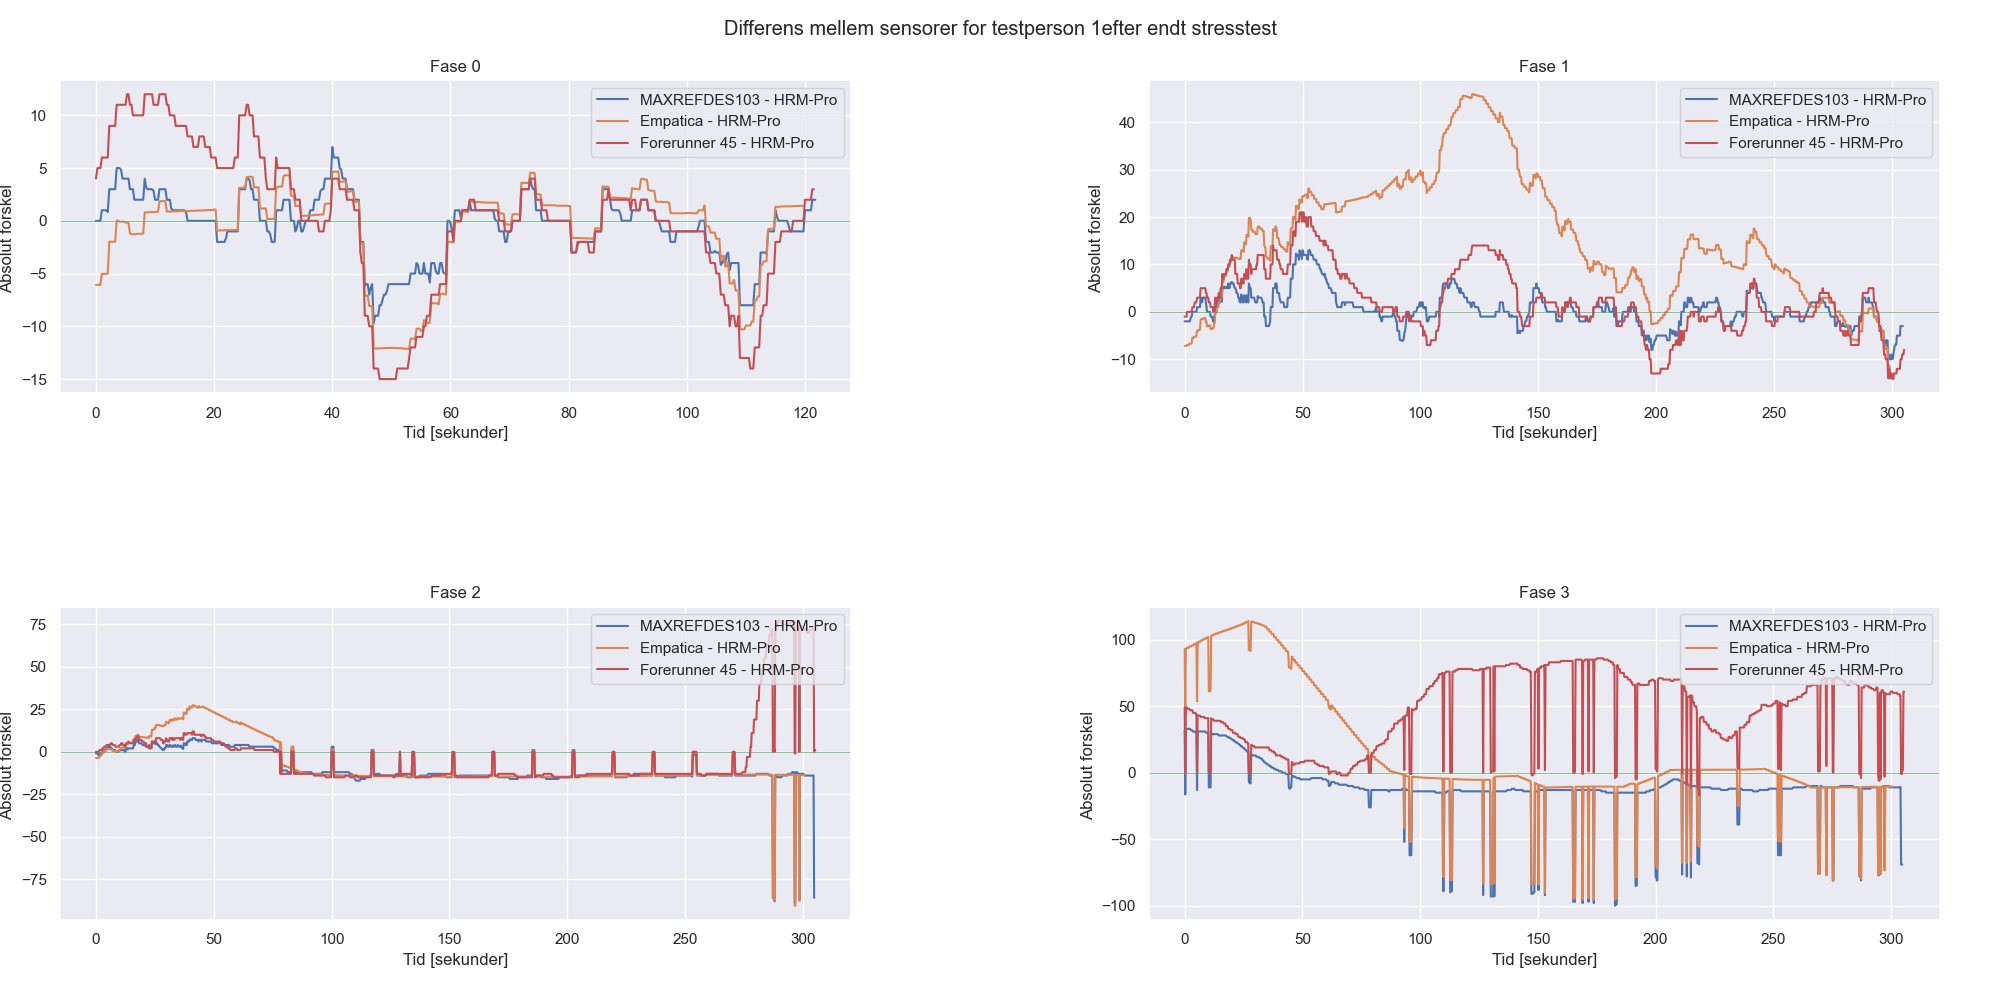 Differens mellem sensorer for testperson 1efter endt stresstest
Fase 0
Absolut forskel
10
5
0
−5
−10
−15
MAXREFDES103 - HRM-Pro
Empatica - HRM-Pro
Forerunner 45 - HRM-Pro
0 20 40 60 80 100 120
Tid [sekunder]
Fase 1
Absolut forskel
40
30
20
10
0
−10
MAXREFDES103 - HRM-Pro
Empatica - HRM-Pro
Forerunner 45 - HRM-Pro
0 50 100 150 200 250 300
Tid [sekunder]
Fase 2
Absolut forskel
75
50
25
0
−25
−50
−75
MAXREFDES103 - HRM-Pro
Empatica - HRM-Pro
Forerunner 45 - HRM-Pro
0 50 100 150 200 250 300
Tid [sekunder]
Fase 3
Absolut forskel
100
50
0
−50
−100
MAXREFDES103 - HRM-Pro
Empatica - HRM-Pro
Forerunner 45 - HRM-Pro
0 50 100 150 200 250 300
Tid [sekunder]